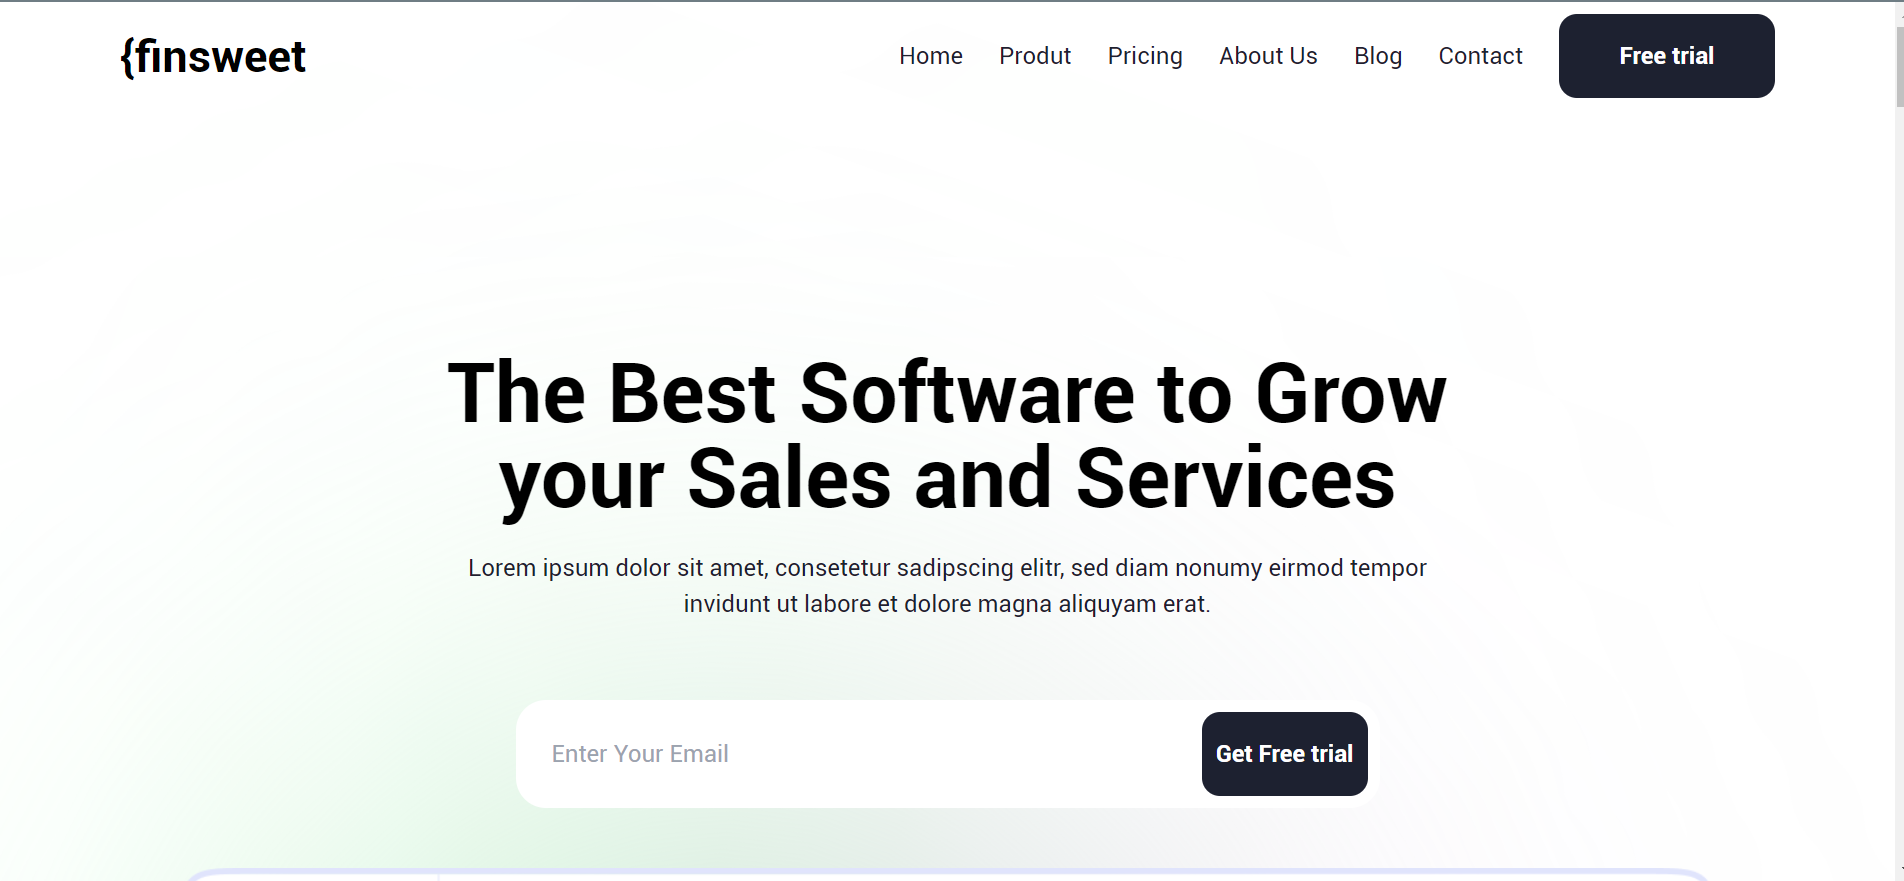 {finsweet
Home Produt Pricing About Us Blog Contact Free trial
The Best Software to Grow
your Sales and Services
Lorem ipsum dolor sit amet, consetetur sadipscing elitr, sed diam nonumy eirmod tempor
invidunt ut labore et dolore magna aliquyam erat.
Enter Your Email
Get Free trial